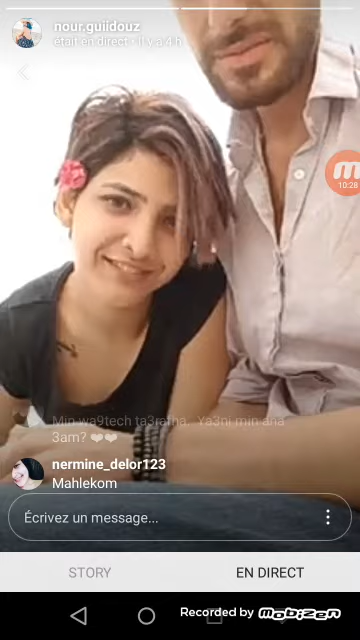 nour.guiidouz
était en direct • Il y a 4 h
10:28
Min wa9tech ta3rafha.. Ya3ni min ana
3am? ❤❤
nermine_delor123
Mahlekom
Écrivez un message...
STORY EN DIRECT
Recorded by mobizen